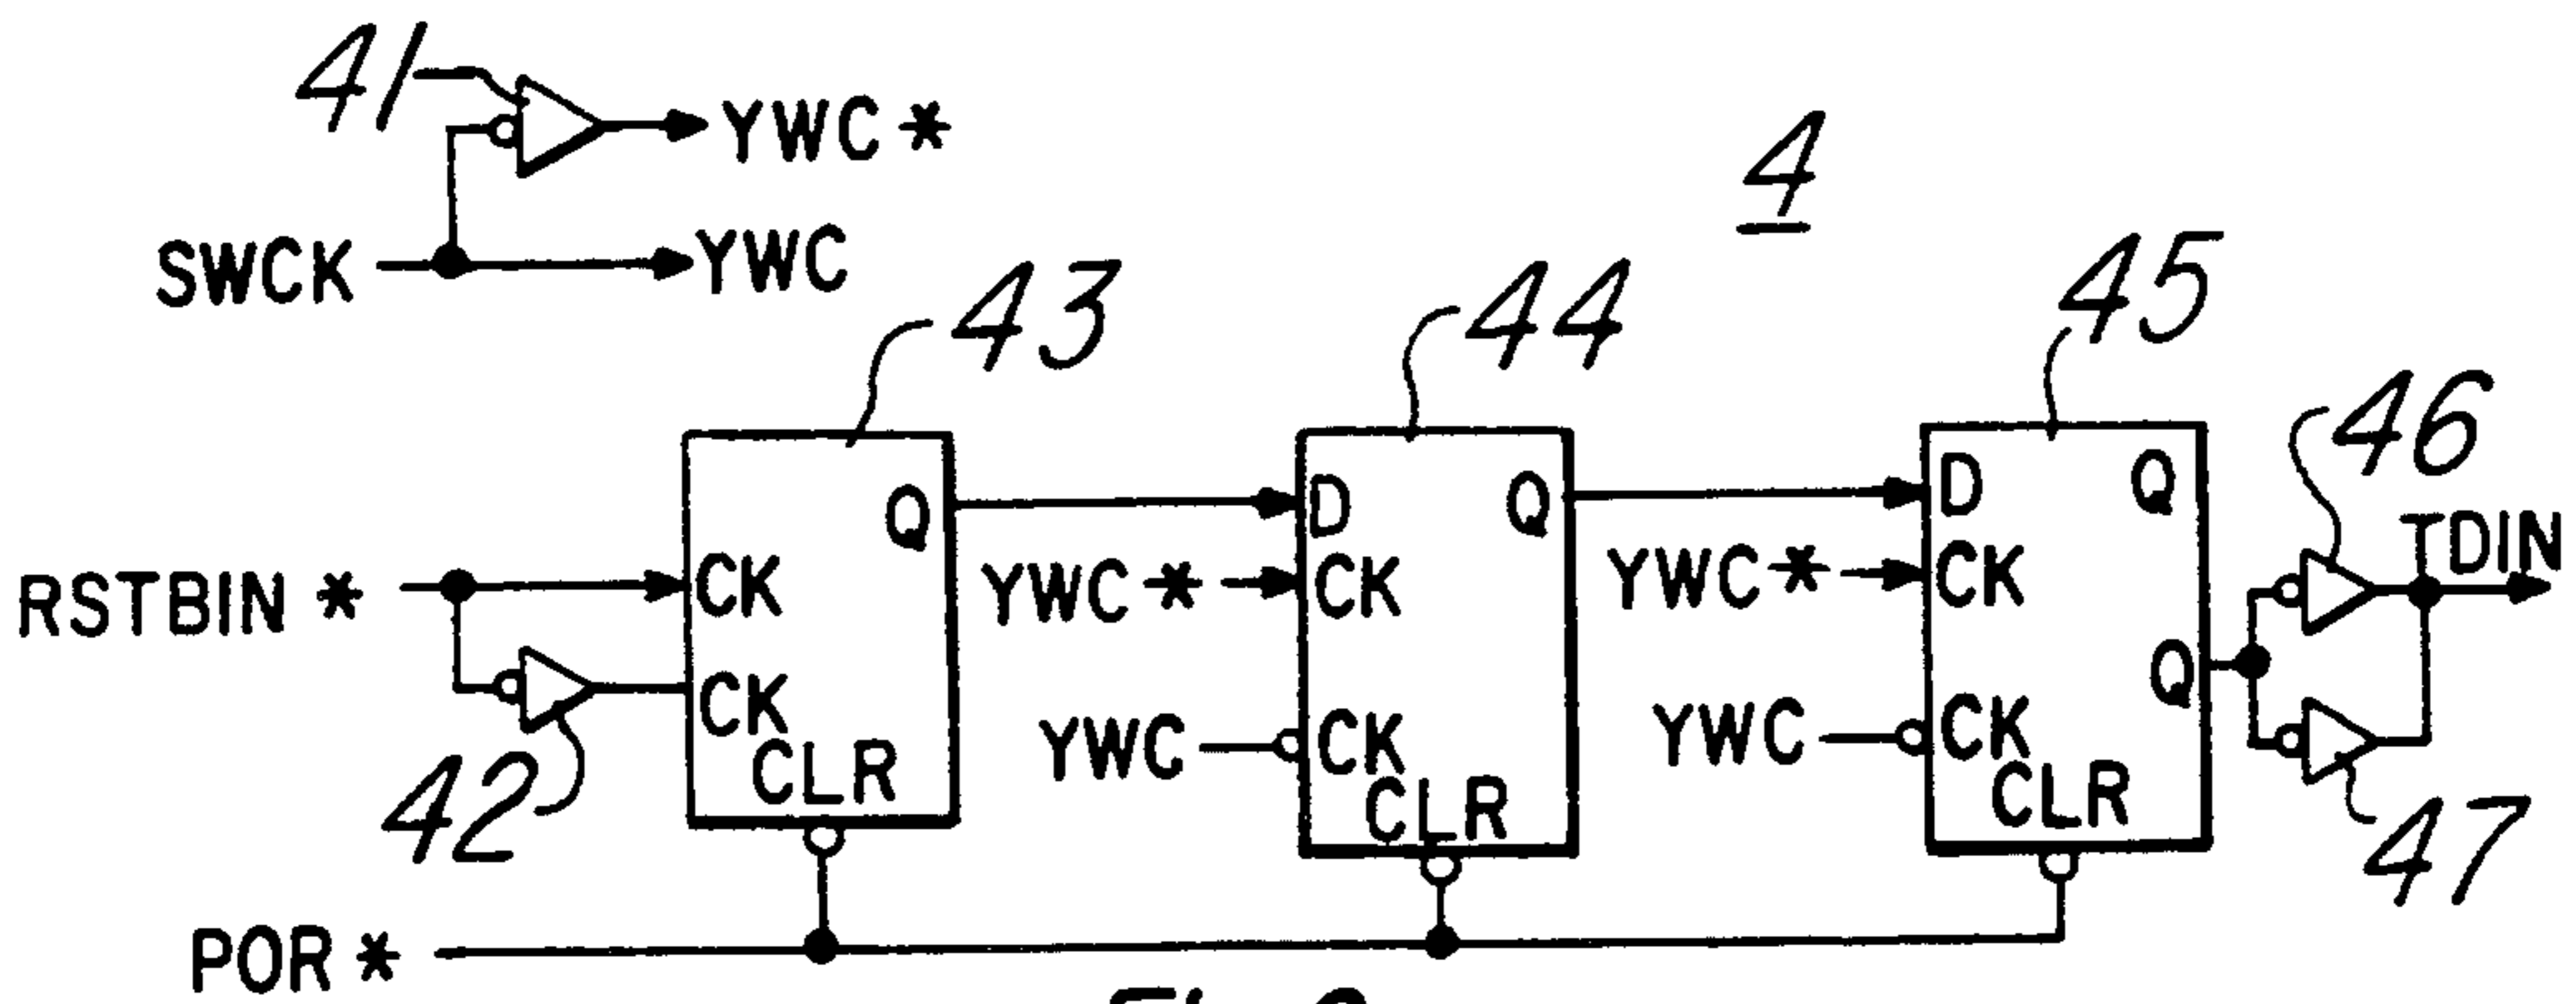 41
YWC *
4
SWCK
YWC
43
44
45
46
Q
D
Q
D
Q
TDIN
RSTBIN *
CK
YWC *
CK
YWC *
CK
CK
YWC
CK
YWC
CK
Q
CLR
CLR
CLR
42
47
POR *